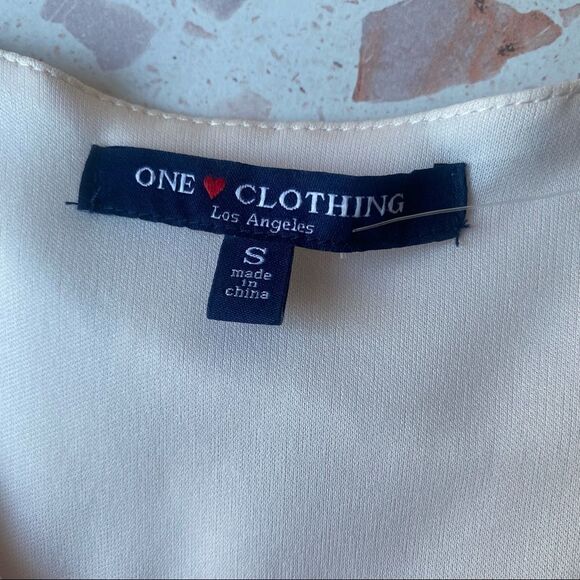 ONE ♥ CLOTHING
Los Angeles
S
made
in
china